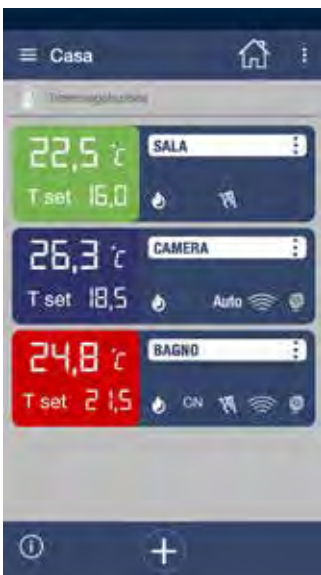 Casa
22,5 °C
SALA
T set 16,0
26,3 °C
CAMERA
T set 18,5
Auto
24,8 °C
BAGNO
T set 21,5
ON